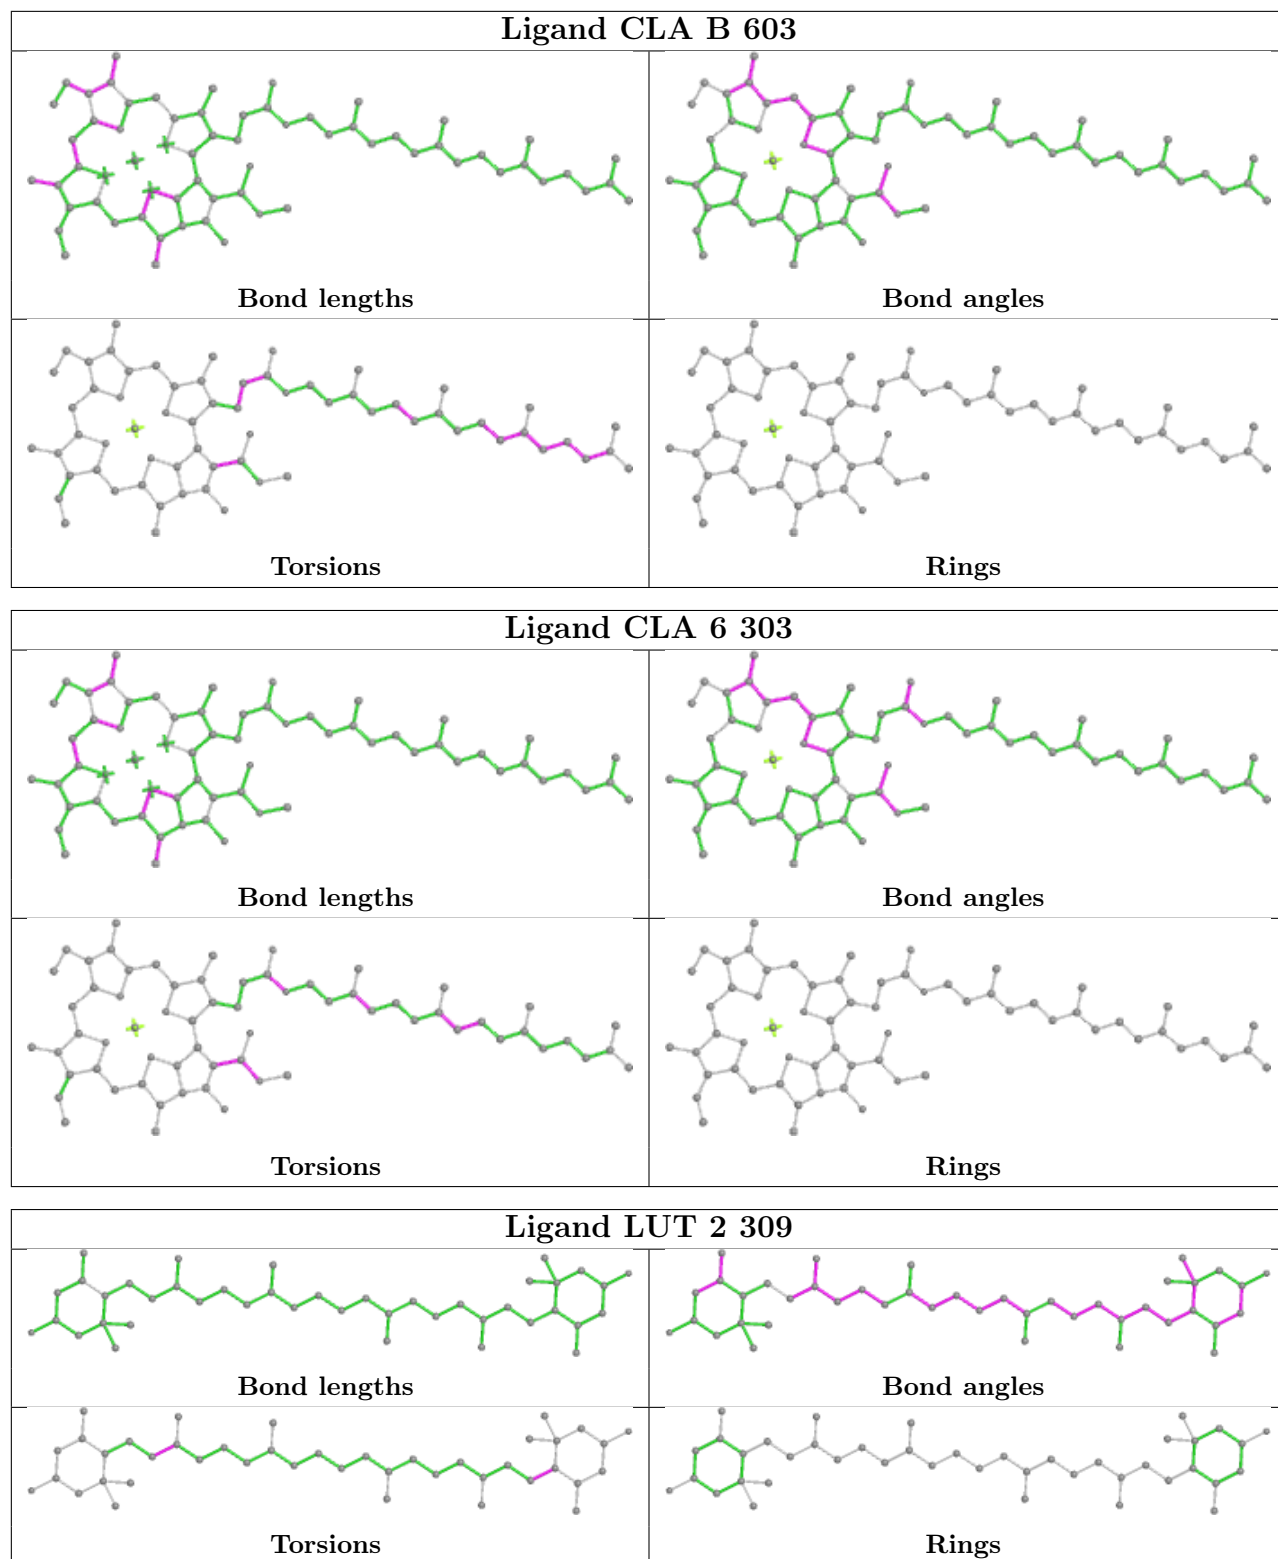 Ligand CLA B 603
Bond lengths
Bond angles
Torsions
Rings
Ligand CLA 6 303
Bond lengths
Bond angles
Torsions
Rings
Ligand LUT 2 309
Bond lengths
Bond angles
Torsions
Rings